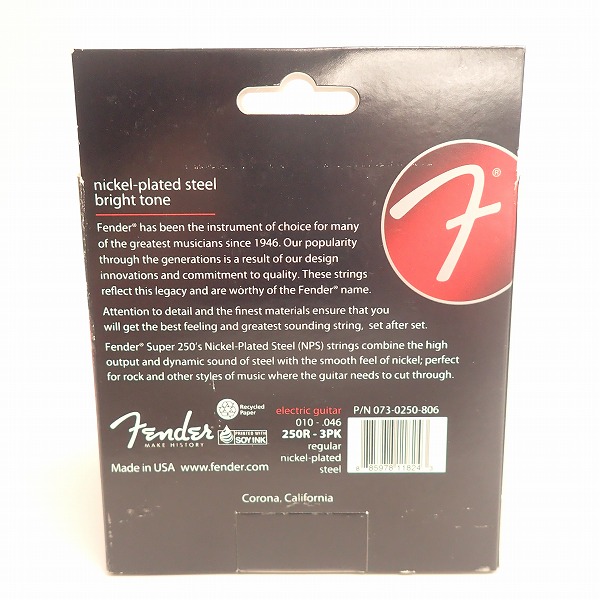 nickel-plated steel
bright tone
Fender® has been the instrument of choice for many
of the greatest musicians since 1946. Our popularity
through the generations is a result of our design
innovations and commitment to quality. These strings
reflect this legacy and are worthy of the Fender® name.
Attention to detail and the finest materials ensure that you
will get the best feeling and greatest sounding string, set after set.
Fender® Super 250's Nickel-Plated Steel (NPS) strings combine the high
output and dynamic sound of steel with the smooth feel of nickel; perfect
for rock and other styles of music where the guitar needs to cut through.
F®
Recycled
Paper
PRINTED WITH
SOY INK
Fender
MAKE HISTORY
Made in USA www.fender.com
electric guitar
010 - .046
250R - 3PK
regular
nickel-plated
steel
P/N 073-0250-806
8 85978 11824
Corona, California